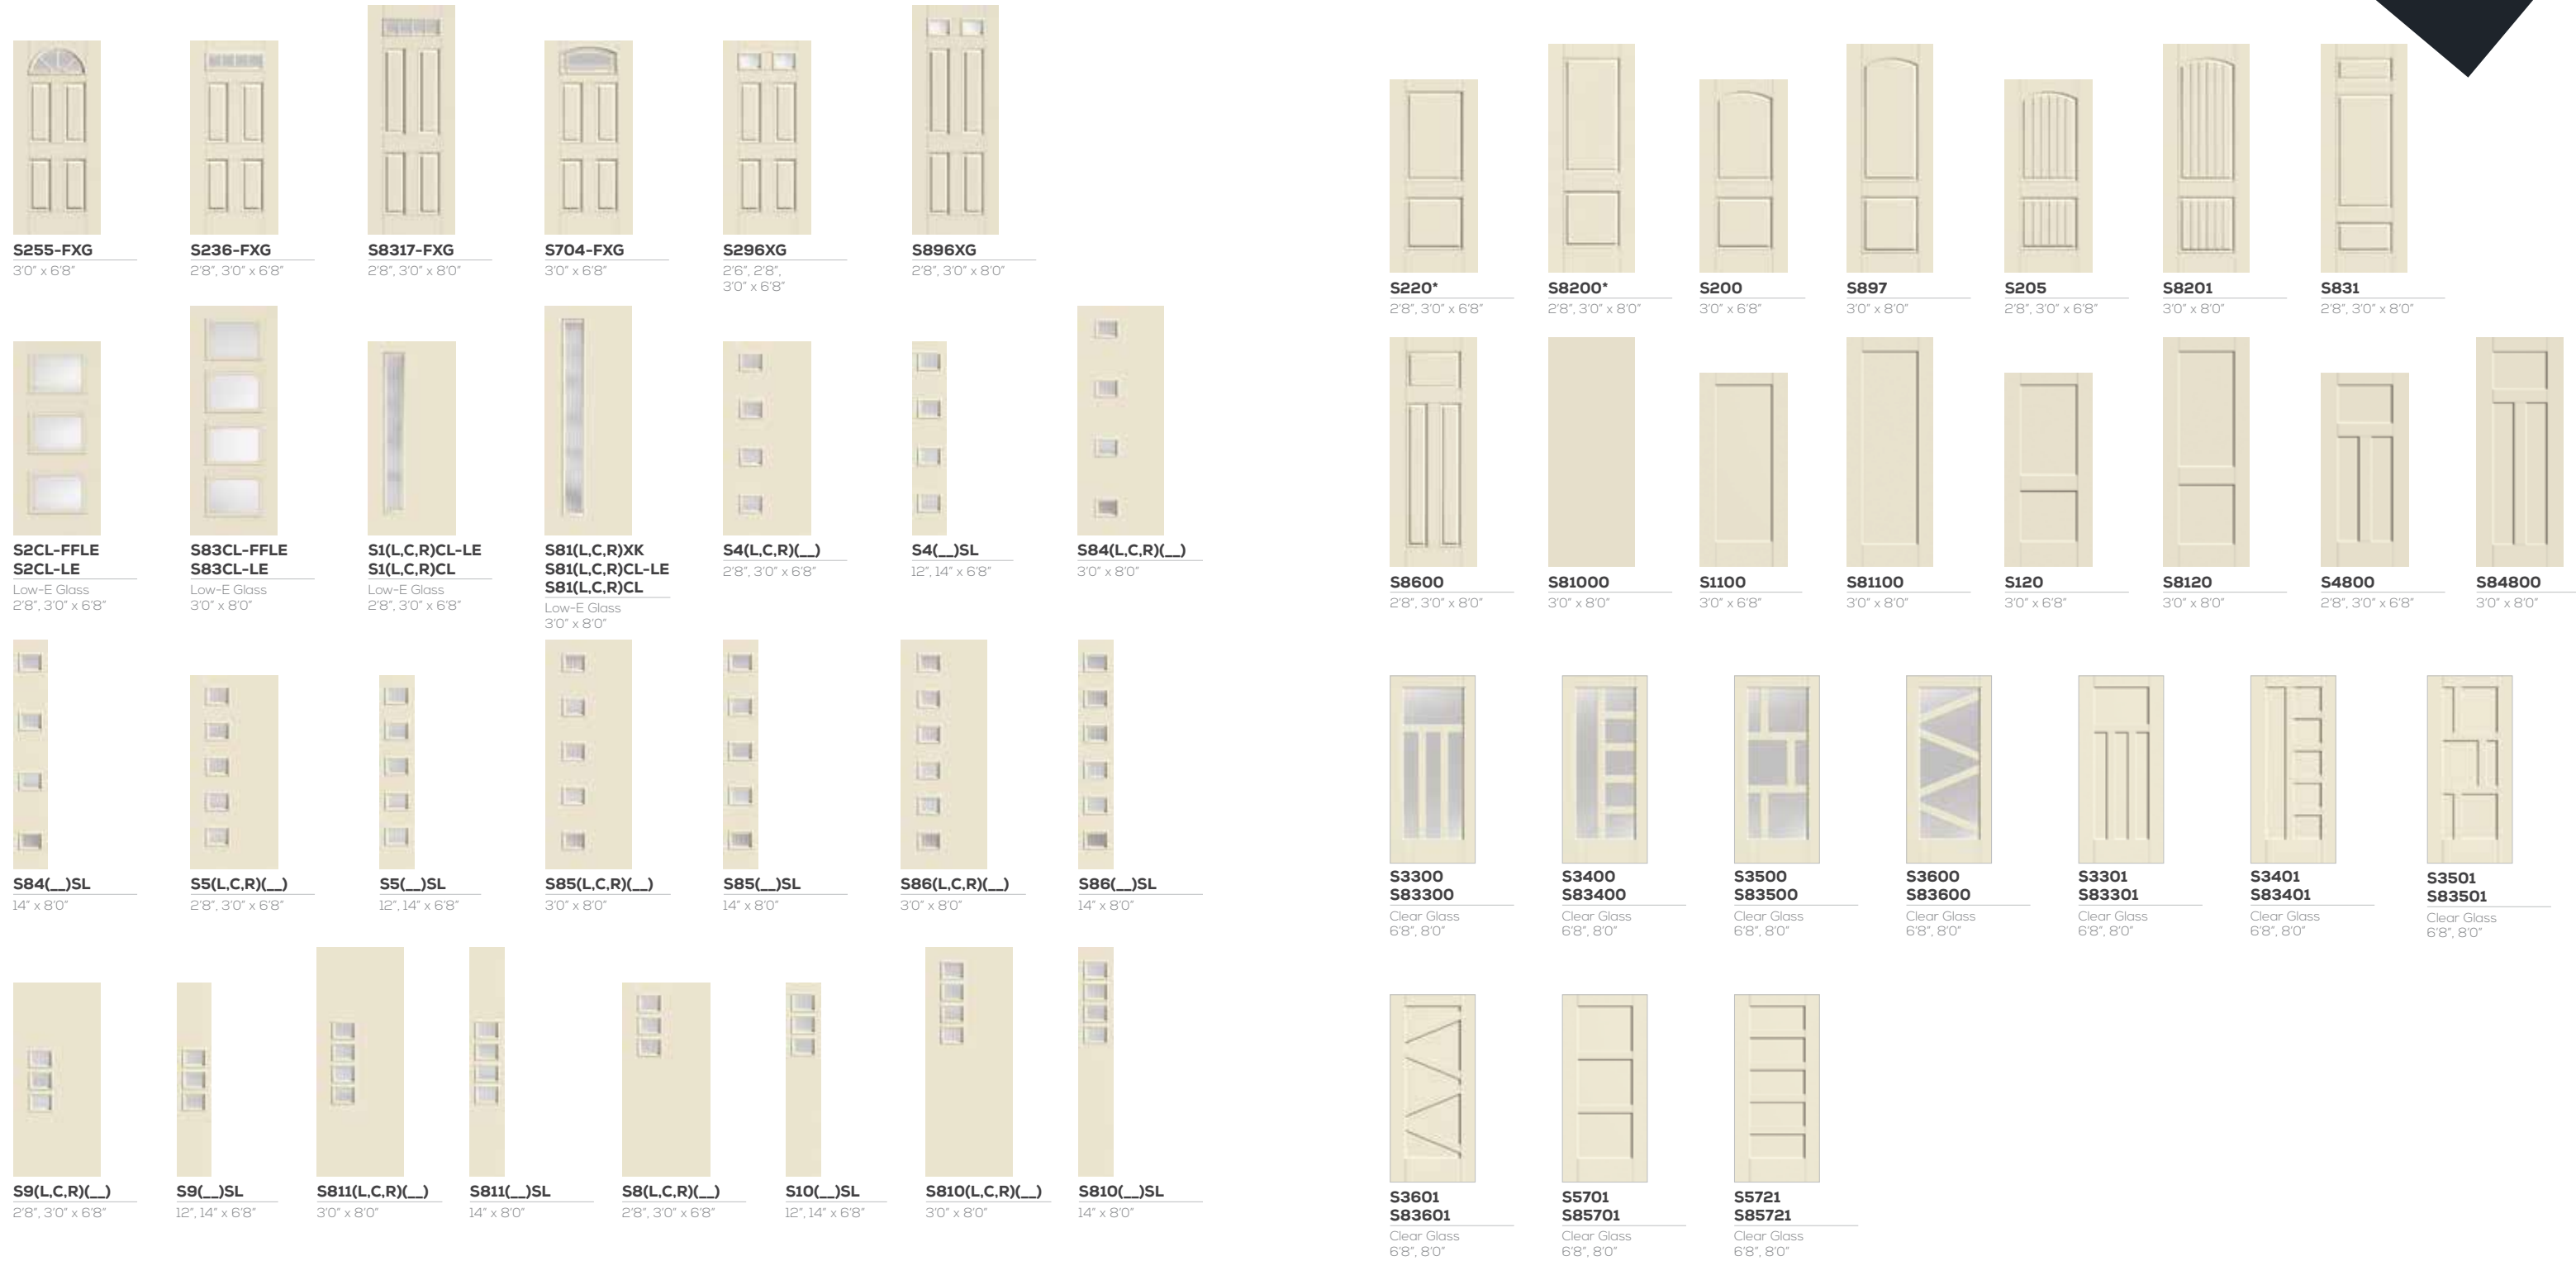 S255-FXG
3'0" x 6'8"
S236-FXG
2'8", 3'0" x 6'8"
S8317-FXG
2'8", 3'0" x 8'0"
S704-FXG
3'0" x 6'8"
S296XG
2'6", 2'8",
3'0" x 6'8"
S896XG
2'8", 3'0" x 8'0"
S2CL-FFLE
S2CL-LE
Low-E Glass
2'8", 3'0" x 6'8"
S83CL-FFLE
S83CL-LE
Low-E Glass
3'0" x 8'0"
S1(L,C,R)CL-LE
S1(L,C,R)CL
Low-E Glass
2'8", 3'0" x 6'8"
S81(L,C,R)XK
S81(L,C,R)CL-LE
S81(L,C,R)CL
Low-E Glass
3'0" x 8'0"
S4(L,C,R)(__)
2'8", 3'0" x 6'8"
S4(__)SL
12", 14" x 6'8"
S84(L,C,R)(__)
3'0" x 8'0"
S84(__)SL
14" x 8'0"
S5(L,C,R)(__)
2'8", 3'0" x 6'8"
S5(__)SL
12", 14" x 6'8"
S85(L,C,R)(__)
3'0" x 8'0"
S85(__)SL
14" x 8'0"
S86(L,C,R)(__)
3'0" x 8'0"
S86(__)SL
14" x 8'0"
S9(L,C,R)(__)
2'8", 3'0" x 6'8"
S9(__)SL
12", 14" x 6'8"
S811(L,C,R)(__)
3'0" x 8'0"
S811(__)SL
14" x 8'0"
S8(L,C,R)(__)
2'8", 3'0" x 6'8"
S10(__)SL
12", 14" x 6'8"
S810(L,C,R)(__)
3'0" x 8'0"
S810(__)SL
14" x 8'0"
S220*
2'8", 3'0" x 6'8"
S8200*
2'8", 3'0" x 8'0"
S200
3'0" x 6'8"
S897
3'0" x 8'0"
S205
2'8", 3'0" x 6'8"
S8201
3'0" x 8'0"
S831
2'8", 3'0" x 8'0"
S8600
2'8", 3'0" x 8'0"
S81000
3'0" x 8'0"
S1100
3'0" x 6'8"
S81100
3'0" x 8'0"
S120
3'0" x 6'8"
S8120
3'0" x 8'0"
S4800
2'8", 3'0" x 6'8"
S84800
3'0" x 8'0"
S3300
S83300
Clear Glass
6'8", 8'0"
S3400
S83400
Clear Glass
6'8", 8'0"
S3500
S83500
Clear Glass
6'8", 8'0"
S3600
S83600
Clear Glass
6'8", 8'0"
S3301
S83301
Clear Glass
6'8", 8'0"
S3401
S83401
Clear Glass
6'8", 8'0"
S3501
S83501
Clear Glass
6'8", 8'0"
S3601
S83601
Clear Glass
6'8", 8'0"
S5701
S85701
Clear Glass
6'8", 8'0"
S5721
S85721
Clear Glass
6'8", 8'0"